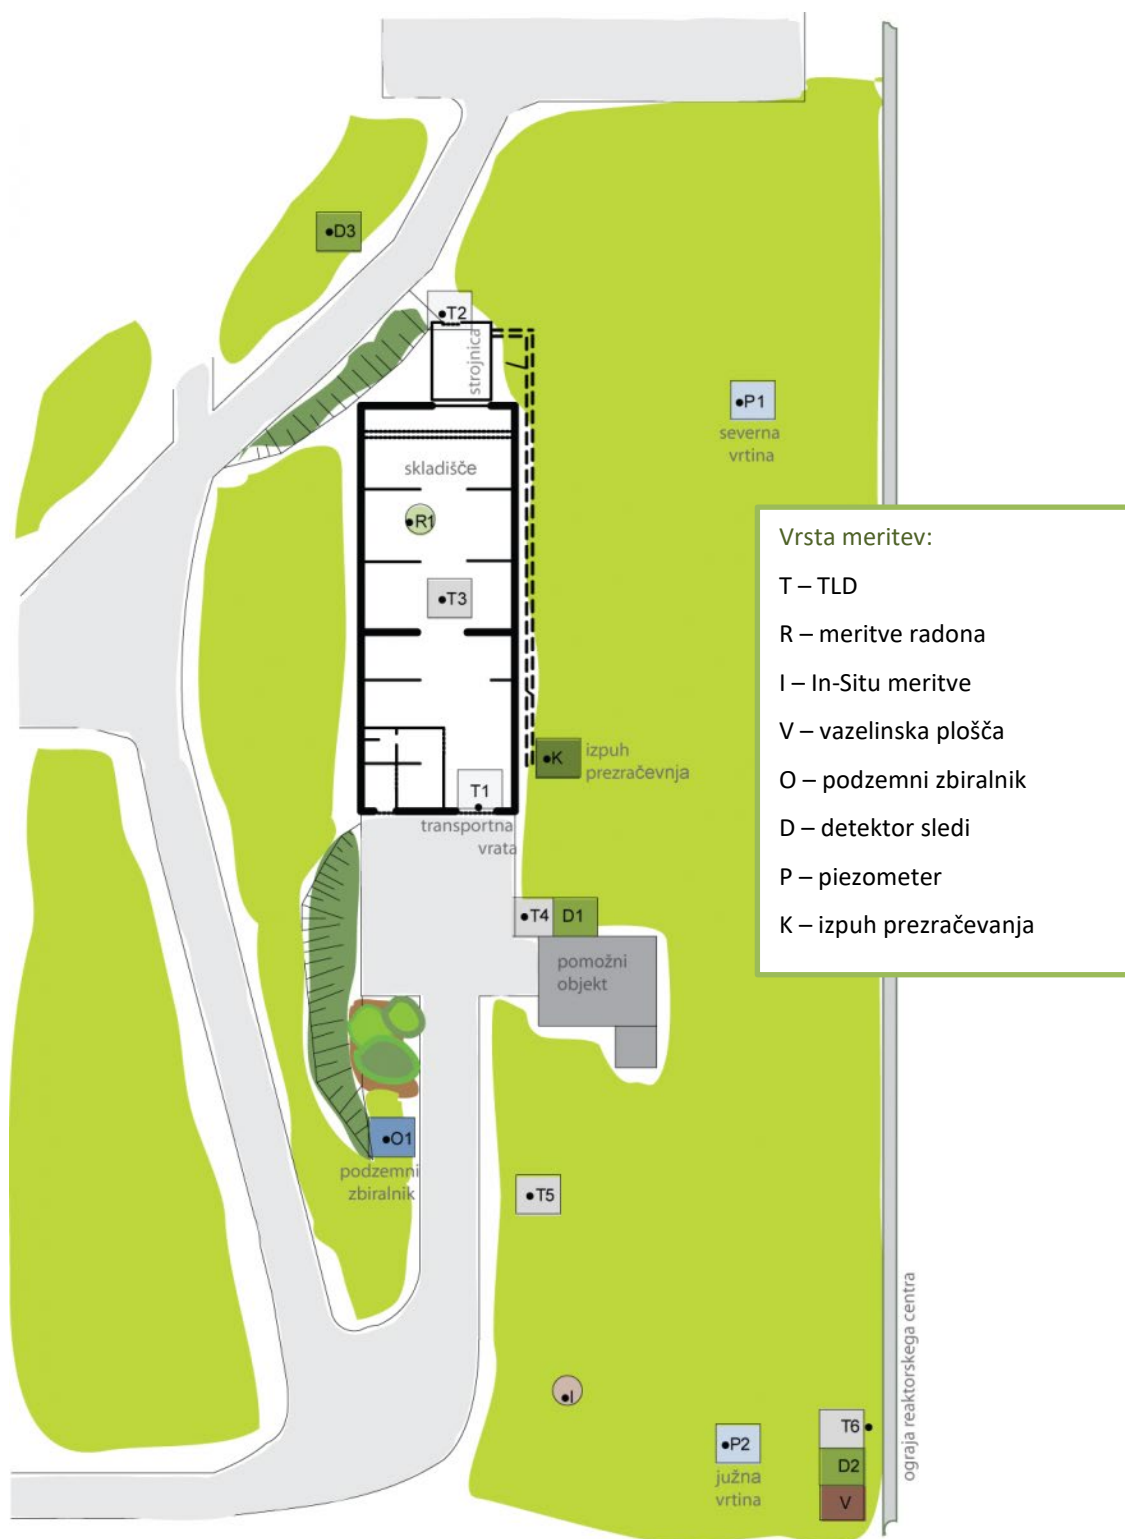 D3
T2
strojnica
P1
severna
vrtina
skladišče
R1
T3
Vrsta meritev:
T – TLD
R – meritve radona
I – In-Situ meritve
V – vazelinska plošča
O – podzemni zbiralnik
D – detektor sledi
P – piezometer
K – izpuh prezračevanja
K
izpuh
prezračevnja
T1
transportna
vrata
T4
D1
pomožni
objekt
O1
podzemni
zbiralnik
T5
ograja reaktorskega centra
I
P2
južna
vrtina
T6
D2
V